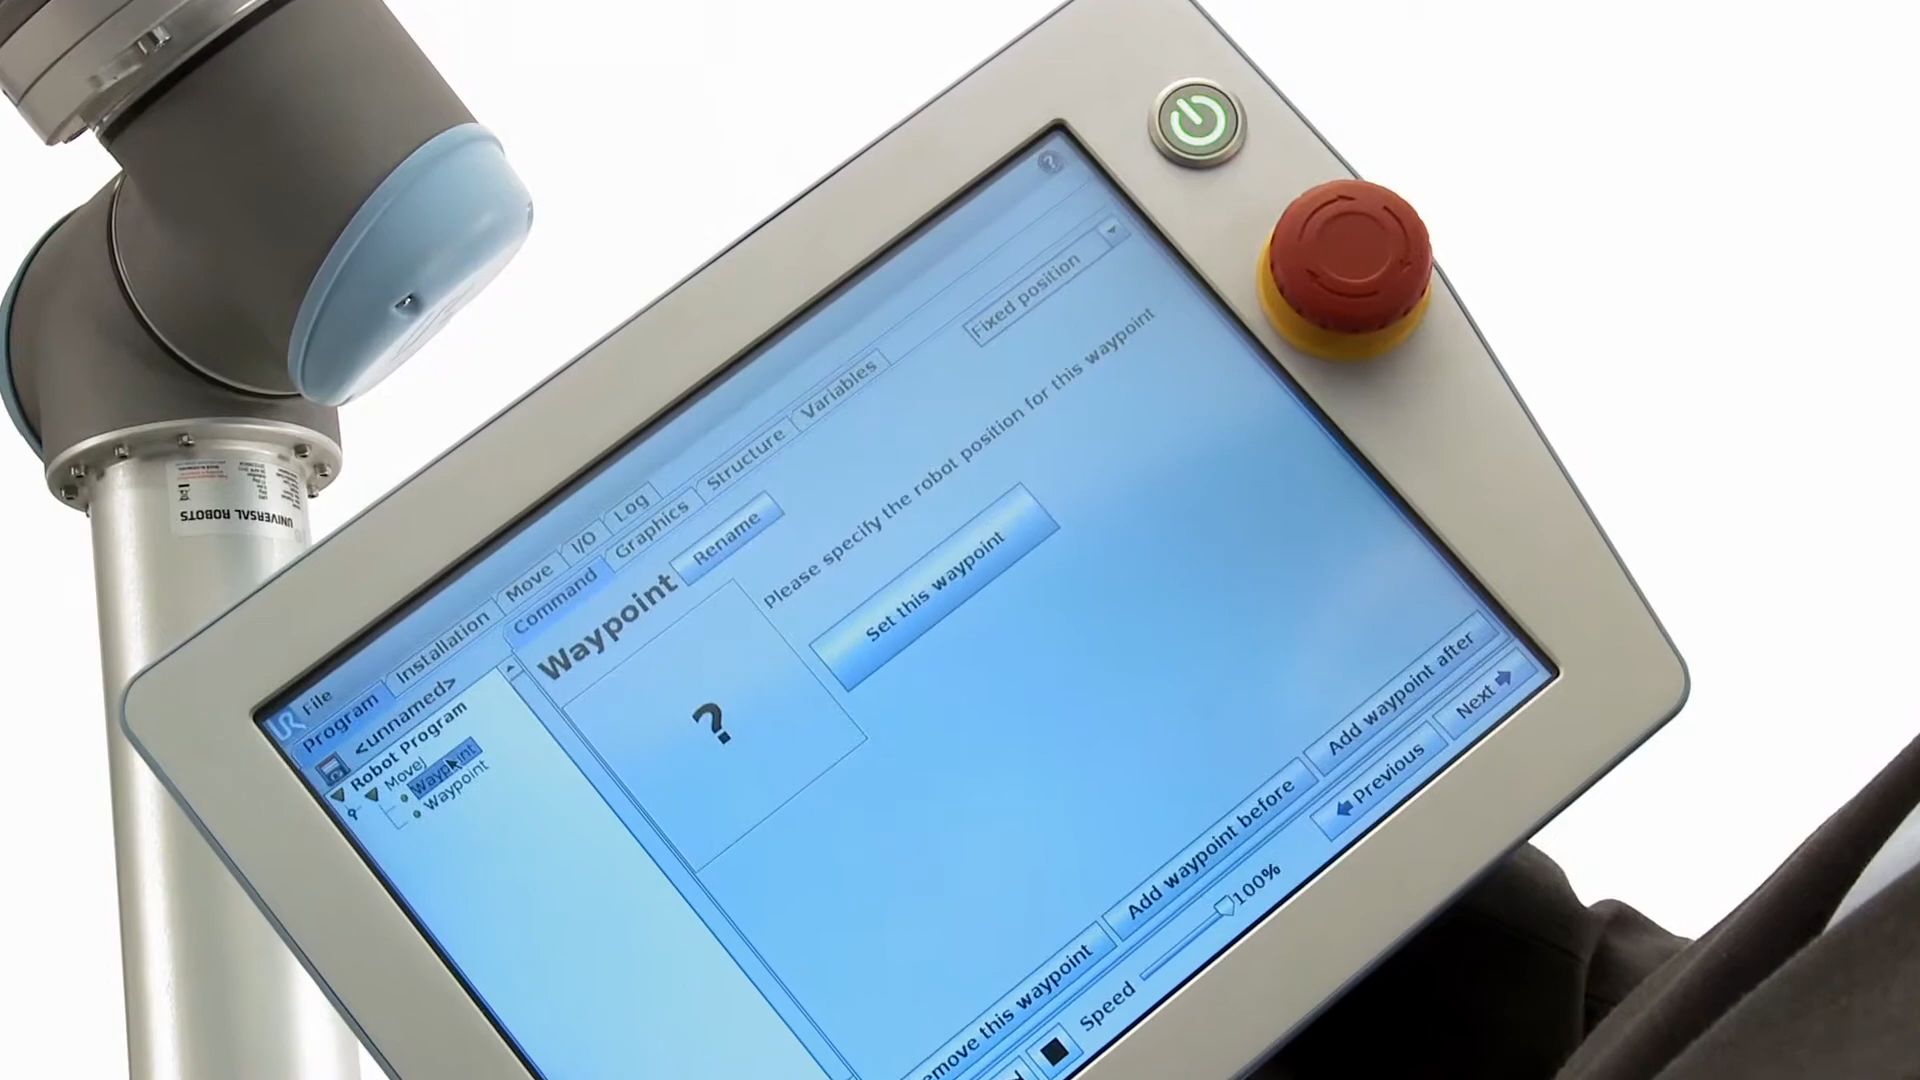 UNIVERSAL ROBOTS
UR
File
Program
Installation
Move
I/O
Log
<unnamed>
Command
Graphics
Structure
Variables
Robot Program
MoveJ
Waypoint
Waypoint
Waypoint
Rename
Fixed position
Please specify the robot position for this waypoint
?
?
Set this waypoint
emove this waypoint
Add waypoint before
Add waypoint after
Speed
100%
Previous
Next